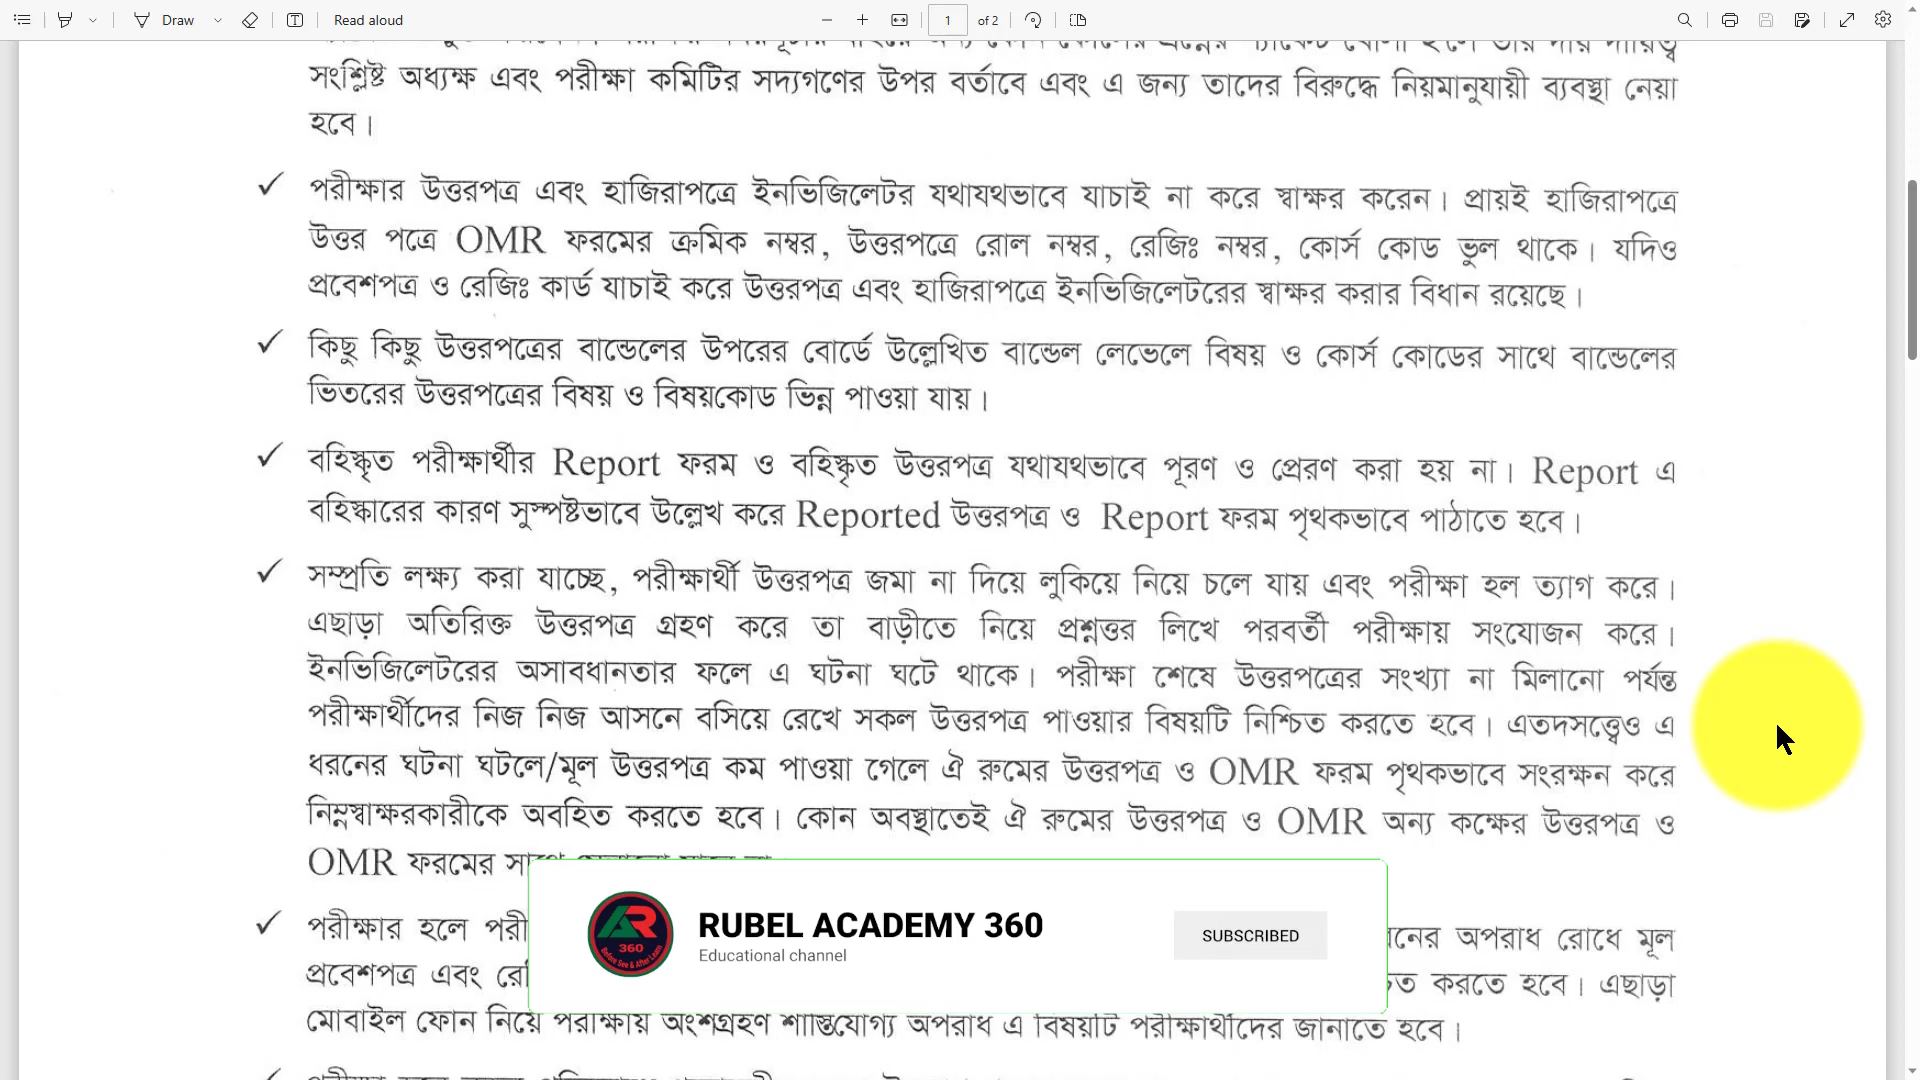 Draw
Read aloud
1 of 2
সংশ্লিষ্ট অধ্যক্ষ এবং পরীক্ষা কমিটির সদ্যগণের উপর বর্তাবে এবং এ জন্য তাদের বিরুদ্ধে নিয়মানুযায়ী ব্যবস্থা নেয়া
হবে।
✓ পরীক্ষার উত্তরপত্র এবং হাজিরাপত্রে ইনভিজিলেটর যথাযথভাবে যাচাই না করে স্বাক্ষর করেন। প্রায়ই হাজিরাপত্রে
উত্তর পত্রে OMR ফরমের ক্রমিক নম্বর, উত্তরপত্রে রোল নম্বর, রেজিঃ নম্বর, কোর্স কোড ভুল থাকে। যদিও
প্রবেশপত্র ও রেজিঃ কার্ড যাচাই করে উত্তরপত্র এবং হাজিরাপত্রে ইনভিজিলেটরের স্বাক্ষর করার বিধান রয়েছে।
✓ কিছু কিছু উত্তরপত্রের বান্ডেলের উপরের বোর্ডে উল্লেখিত বান্ডেল লেভেলে বিষয় ও কোর্স কোডের সাথে বান্ডেলের
ভিতরের উত্তরপত্রের বিষয় ও বিষয়কোড ভিন্ন পাওয়া যায়।
✓ বহিষ্কৃত পরীক্ষার্থীর Report ফরম ও বহিষ্কৃত উত্তরপত্র যথাযথভাবে পূরণ ও প্রেরণ করা হয় না। Report এ
বহিষ্কারের কারণ সুস্পষ্টভাবে উল্লেখ করে Reported উত্তরপত্র ও Report ফরম পৃথকভাবে পাঠাতে হবে।
✓ সম্প্রতি লক্ষ্য করা যাচ্ছে, পরীক্ষার্থী উত্তরপত্র জমা না দিয়ে লুকিয়ে নিয়ে চলে যায় এবং পরীক্ষা হল ত্যাগ করে।
এছাড়া অতিরিক্ত উত্তরপত্র গ্রহণ করে তা বাড়ীতে নিয়ে প্রশ্নত্তর লিখে পরবর্তী পরীক্ষায় সংযোজন করে।
ইনভিজিলেটরের অসাবধানতার ফলে এ ঘটনা ঘটে থাকে। পরীক্ষা শেষে উত্তরপত্রের সংখ্যা না মিলানো পর্যন্ত
পরীক্ষার্থীদের নিজ নিজ আসনে বসিয়ে রেখে সকল উত্তরপত্র পাওয়ার বিষয়টি নিশ্চিত করতে হবে। এতদসত্ত্বেও এ
ধরনের ঘটনা ঘটলে/মূল উত্তরপত্র কম পাওয়া গেলে ঐ রুমের উত্তরপত্র ও OMR ফরম পৃথকভাবে সংরক্ষন করে
নিম্নস্বাক্ষরকারীকে অবহিত করতে হবে। কোন অবস্থাতেই ঐ রুমের উত্তরপত্র ও OMR অন্য কক্ষের উত্তরপত্র ও
OMR ফরমের
✓ পরীক্ষার হলে অপরাধ রোধে মূল
RUBEL ACADEMY 360
Educational channel
SUBSCRIBED
360
প্রবেশপত্র এবং করতে হবে। এছাড়া
মোবাইল ফোন নিয়ে পরীক্ষায় অংশগ্রহণ শাস্তিযোগ্য অপরাধ এ বিষয়টি পরীক্ষার্থীদের জানাতে হবে।